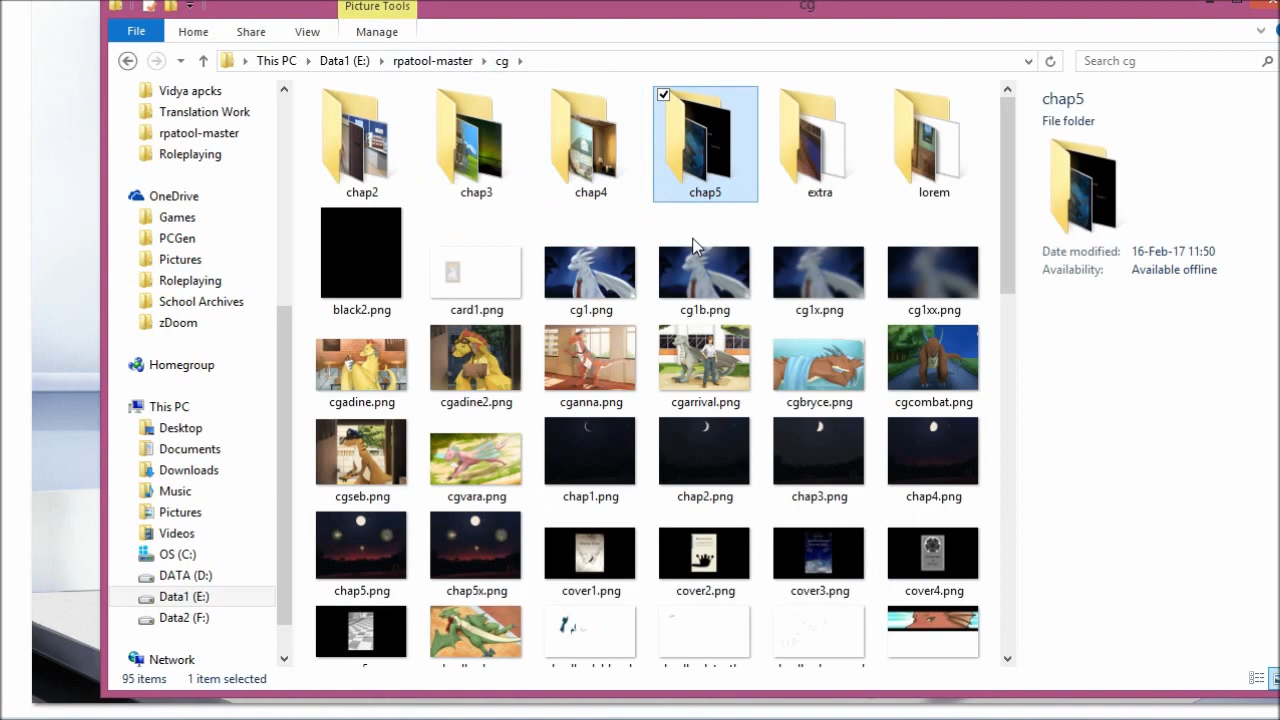 Picture Tools
cg
File Home Share View Manage
This PC Data1 (E:) rpatool-master cg
Search cg
Vidya apcks
Translation Work
rpatool-master
Roleplaying
OneDrive
Games
PCGen
Pictures
Roleplaying
School Archives
zDoom
Homegroup
This PC
Desktop
Documents
Downloads
Music
Pictures
Videos
OS (C:)
DATA (D:)
Data1 (E:)
Data2 (F:)
Network
chap2 chap3 chap4 chap5 extra lorem
black2.png card1.png cg1.png cg1b.png cg1x.png cg1xx.png
cgadine.png cgadine2.png cganna.png cgarrival.png cgbryce.png cgcombat.png
cgseb.png cgvara.png chap1.png chap2.png chap3.png chap4.png
chap5.png chap5x.png cover1.png cover2.png cover3.png cover4.png
chap5
File folder
Date modified: 16-Feb-17 11:50
Availability: Available offline
95 items 1 item selected